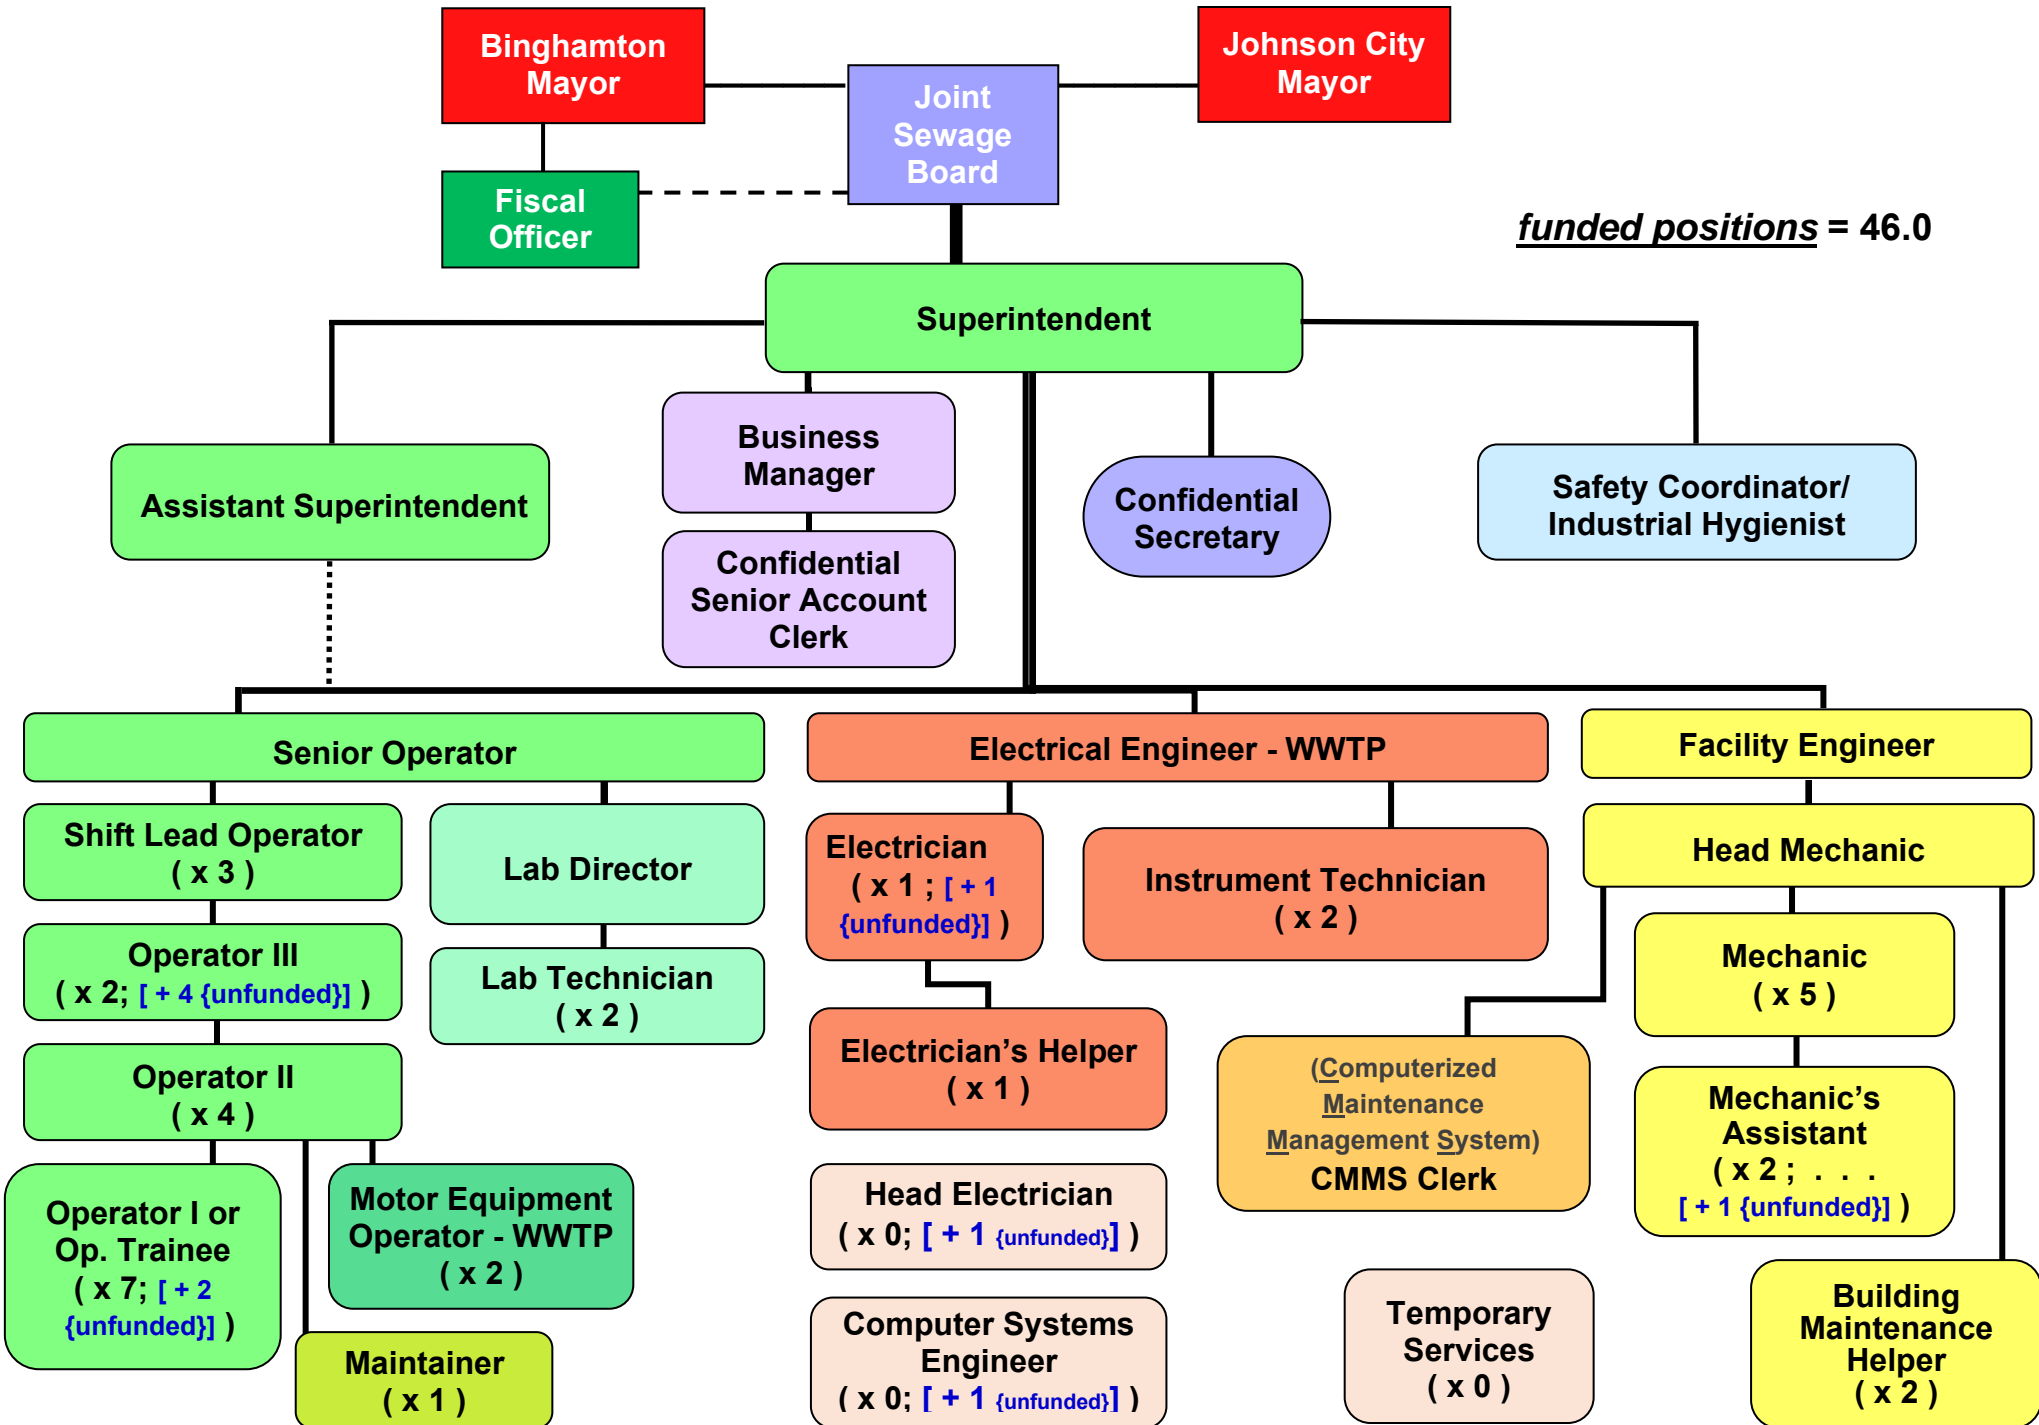 Binghamton
Mayor
Johnson City
Mayor
Joint
Sewage
Board
Fiscal
Officer
funded positions = 46.0
Superintendent
Assistant Superintendent
Business
Manager
Confidential
Senior Account
Clerk
Confidential
Secretary
Safety Coordinator/
Industrial Hygienist
Senior Operator
Shift Lead Operator
( x 3 )
Operator III
( x 2; [ + 4 {unfunded}] )
Operator II
( x 4 )
Operator I or
Op. Trainee
( x 7; [ + 2
{unfunded}] )
Motor Equipment
Operator - WWTP
( x 2 )
Maintainer
( x 1 )
Lab Director
Lab Technician
( x 2 )
Electrical Engineer - WWTP
Electrician
( x 1 ; [ + 1
{unfunded}] )
Instrument Technician
( x 2 )
Electrician's Helper
( x 1 )
Head Electrician
( x 0; [ + 1 {unfunded}] )
Computer Systems
Engineer
( x 0; [ + 1 {unfunded}] )
Facility Engineer
Head Mechanic
Mechanic
( x 5 )
(Computerized
Maintenance
Management System)
CMMS Clerk
Mechanic's
Assistant
( x 2 ; . . .
[ + 1 {unfunded}] )
Temporary
Services
( x 0 )
Building
Maintenance
Helper
( x 2 )